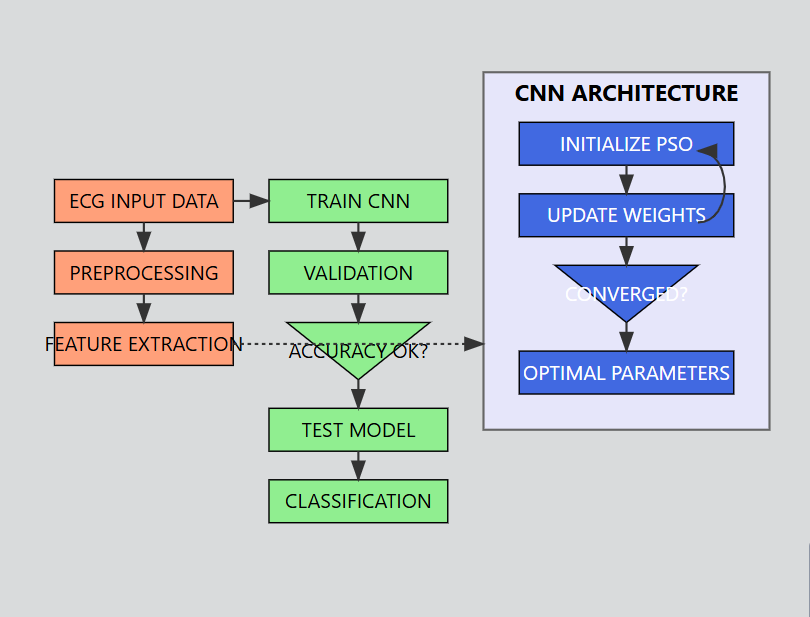 ECG INPUT DATA
PREPROCESSING
FEATURE EXTRACTION
TRAIN CNN
VALIDATION
ACCURACY OK?
TEST MODEL
CLASSIFICATION
CNN ARCHITECTURE
INITIALIZE PSO
UPDATE WEIGHTS
CONVERGED?
OPTIMAL PARAMETERS